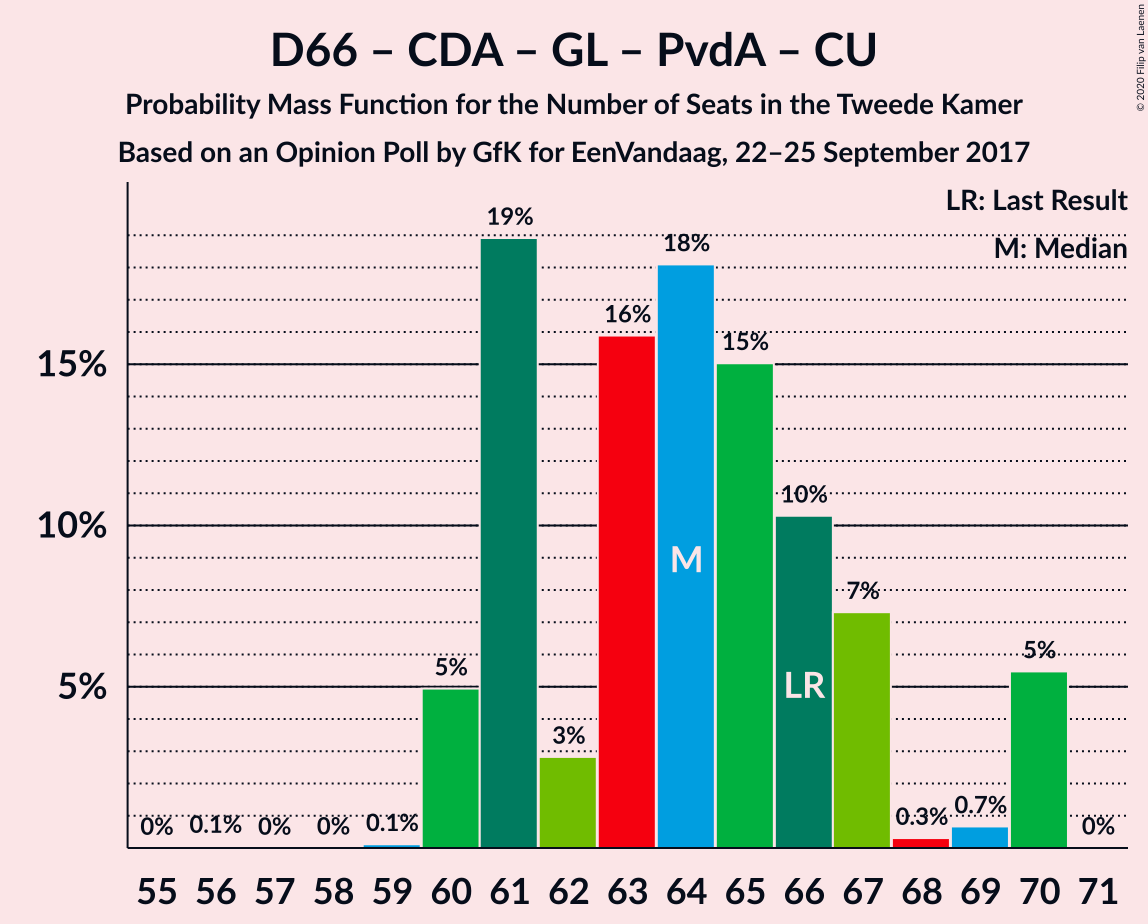 D66 – CDA – GL – PvdA – CU
Probability Mass Function for the Number of Seats in the Tweede Kamer
Based on an Opinion Poll by GfK for EenVandaag, 22–25 September 2017
© 2020 Filip van Laenen
LR: Last Result
M: Median
15%
10%
5%
0% 0.1% 0% 0% 0.1% 5% 19% 3% 16% 18% 15% 10% 7% 0.3% 0.7% 5% 0%
M
LR
55 56 57 58 59 60 61 62 63 64 65 66 67 68 69 70 71